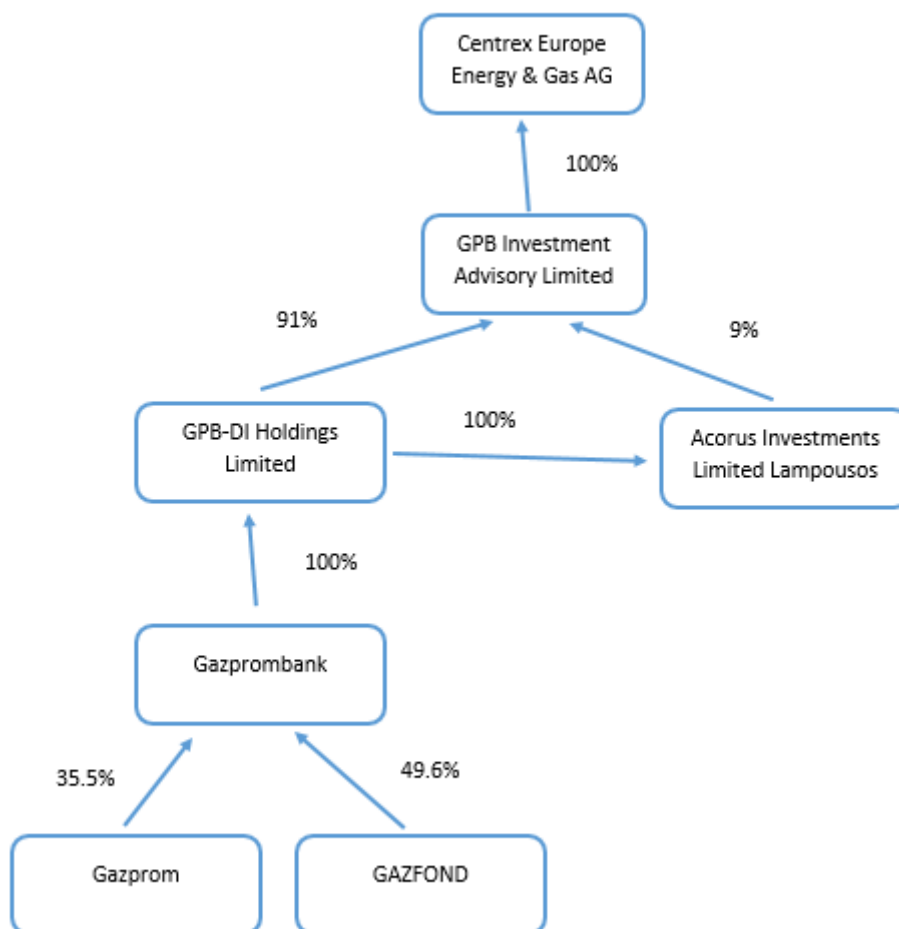 Centrex Europe
Energy & Gas AG
100%
GPB Investment
Advisory Limited
91%
9%
GPB-DI Holdings
Limited
100%
Acorus Investments
Limited Lampousos
100%
Gazprombank
35.5%
49.6%
Gazprom
GAZFOND